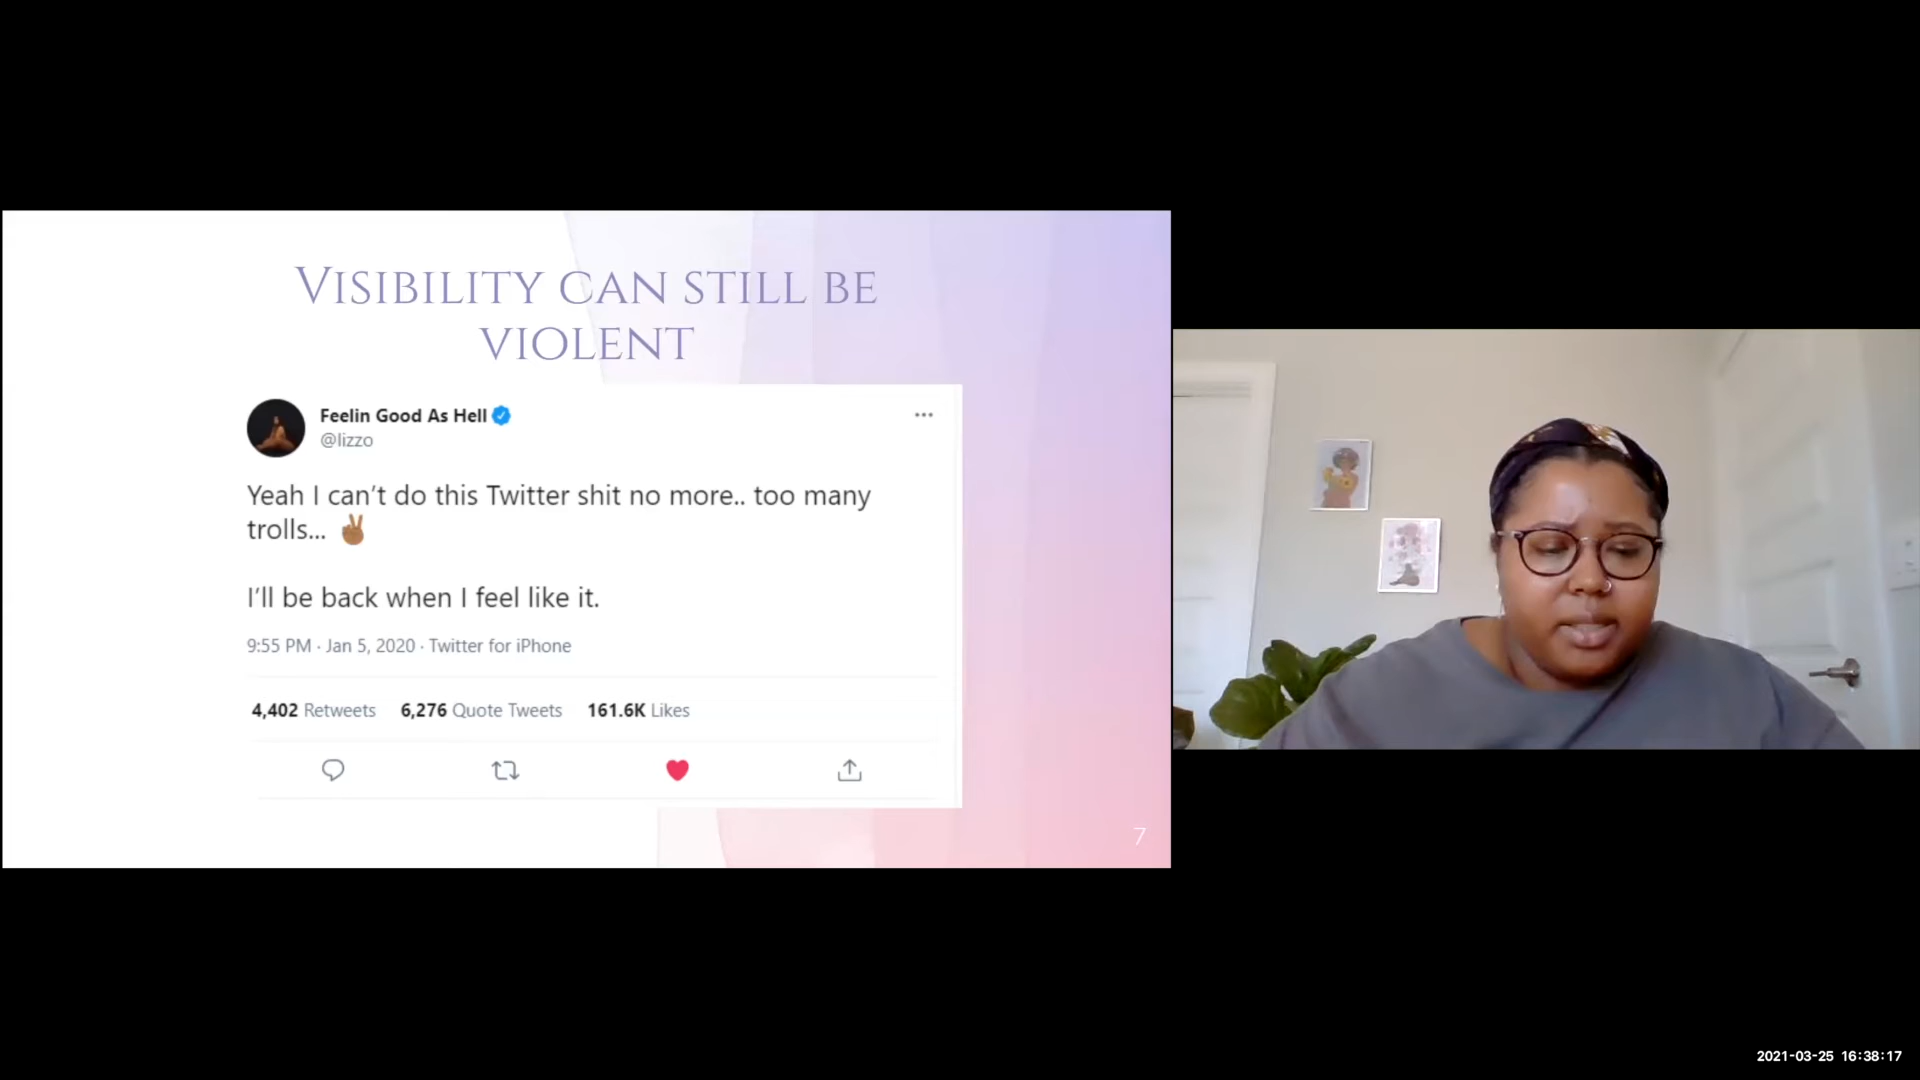 VISIBILITY CAN STILL BE
VIOLENT
Feelin Good As Hell
@lizzo
Yeah I can't do this Twitter shit no more.. too many
trolls... ✌🏾
I'll be back when I feel like it.
9:55 PM · Jan 5, 2020 · Twitter for iPhone
4,402 Retweets 6,276 Quote Tweets 161.6K Likes
7
2021-03-25 16:38:17